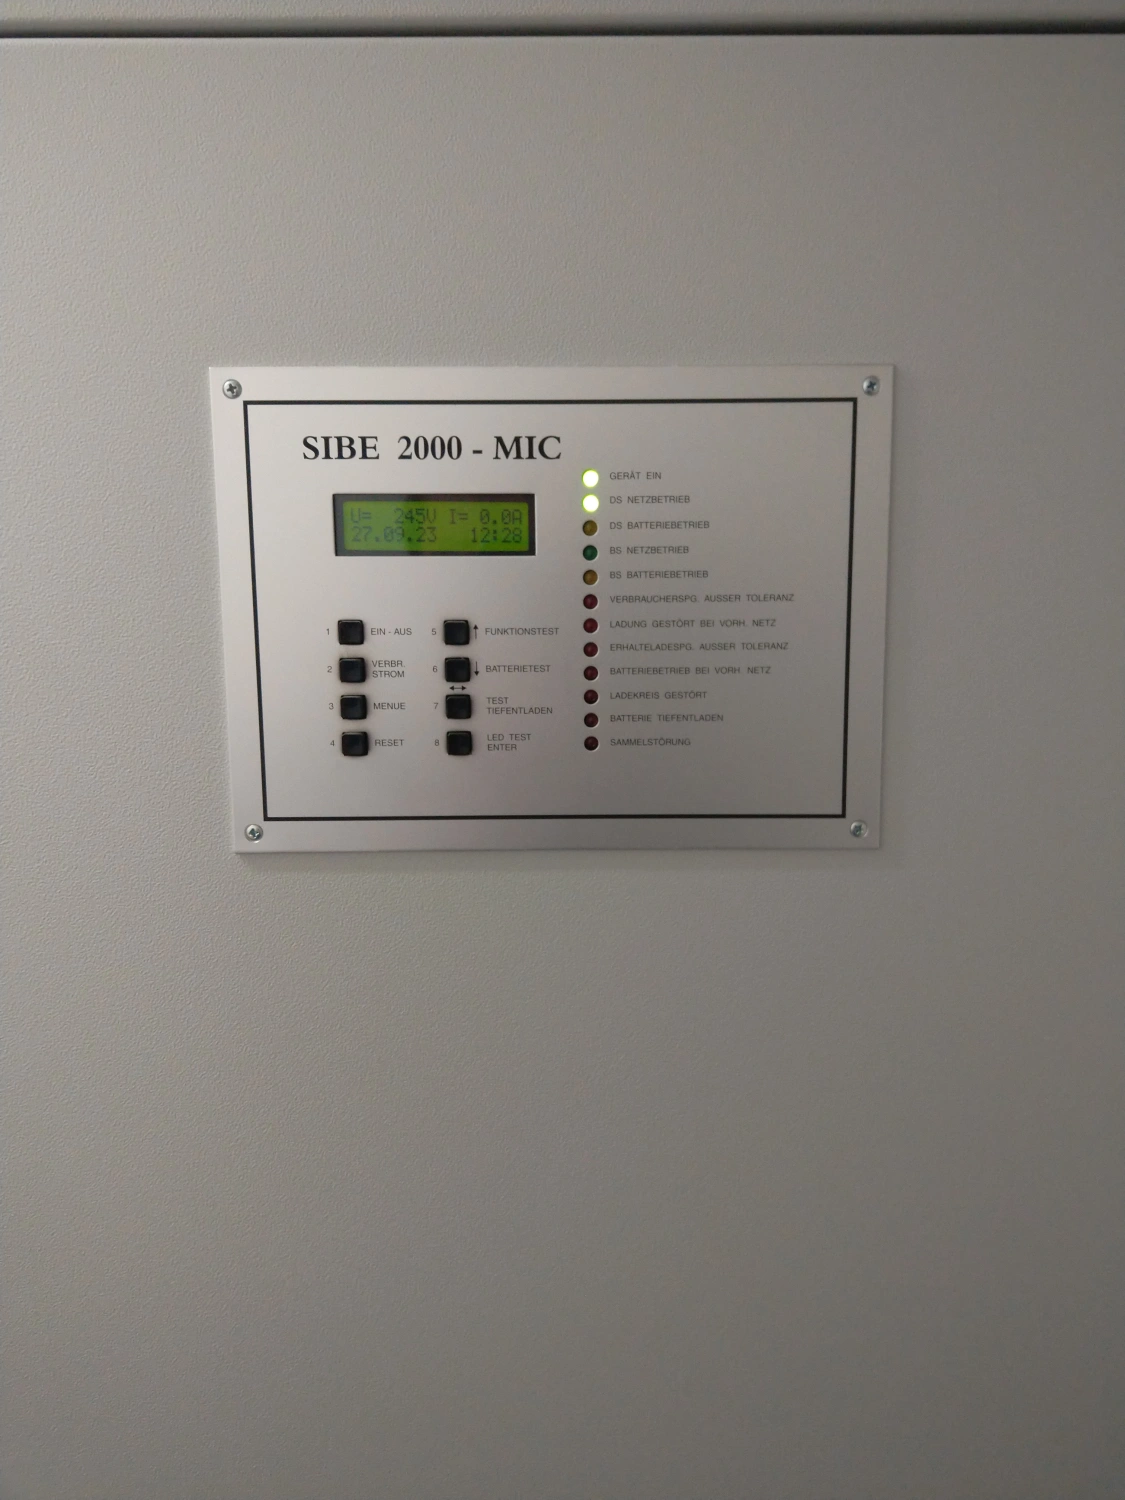 SIBE 2000 - MIC
U= 245V I= 0.0A
27.09.23 12:28
1 EIN - AUS
2 VERBR.
STROM
3 MENUE
4 RESET
5 ↑ FUNKTIONSTEST
6 ↓ BATTERIETEST
↔
7 TEST
TIEFENTLADEN
8 LED TEST
ENTER
GERÄT EIN
DS NETZBETRIEB
DS BATTERIEBETRIEB
BS NETZBETRIEB
BS BATTERIEBETRIEB
VERBRAUCHERSPG. AUSSER TOLERANZ
LADUNG GESTÖRT BEI VORH. NETZ
ERHALTELADESPG. AUSSER TOLERANZ
BATTERIEBETRIEB BEI VORH. NETZ
LADEKREIS GESTÖRT
BATTERIE TIEFENTLADEN
SAMMELSTÖRUNG